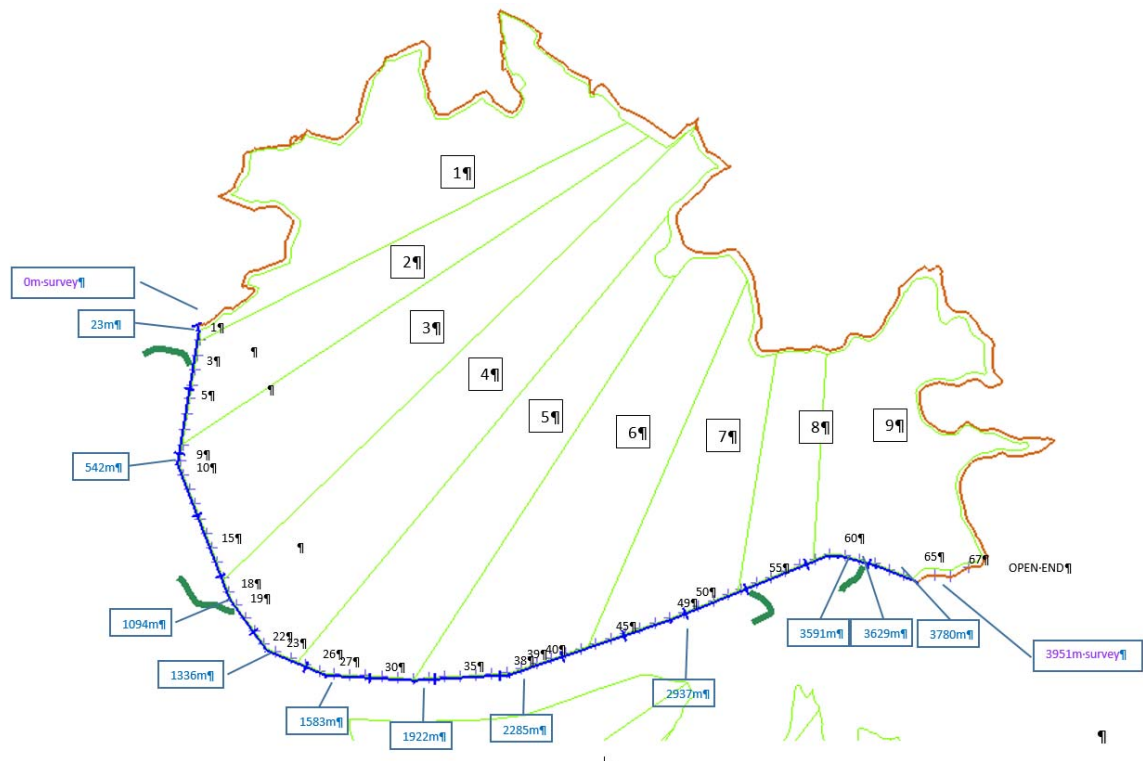 1¶
2¶
3¶
4¶
5¶
6¶
7¶
8¶
9¶
0m·survey¶
23m¶
1¶
3¶
¶
5¶
¶
9¶
542m¶
10¶
15¶
¶
18¶
19¶
1094m¶
22¶
23¶
1336m¶
26¶
27¶
30¶
35¶
38¶
39¶
40¶
45¶
49¶
50¶
55¶
60¶
65¶
67¶
OPEN·END¶
1583m¶
1922m¶
2285m¶
2937m¶
3591m¶
3629m¶
3780m¶
3951m·survey¶
¶